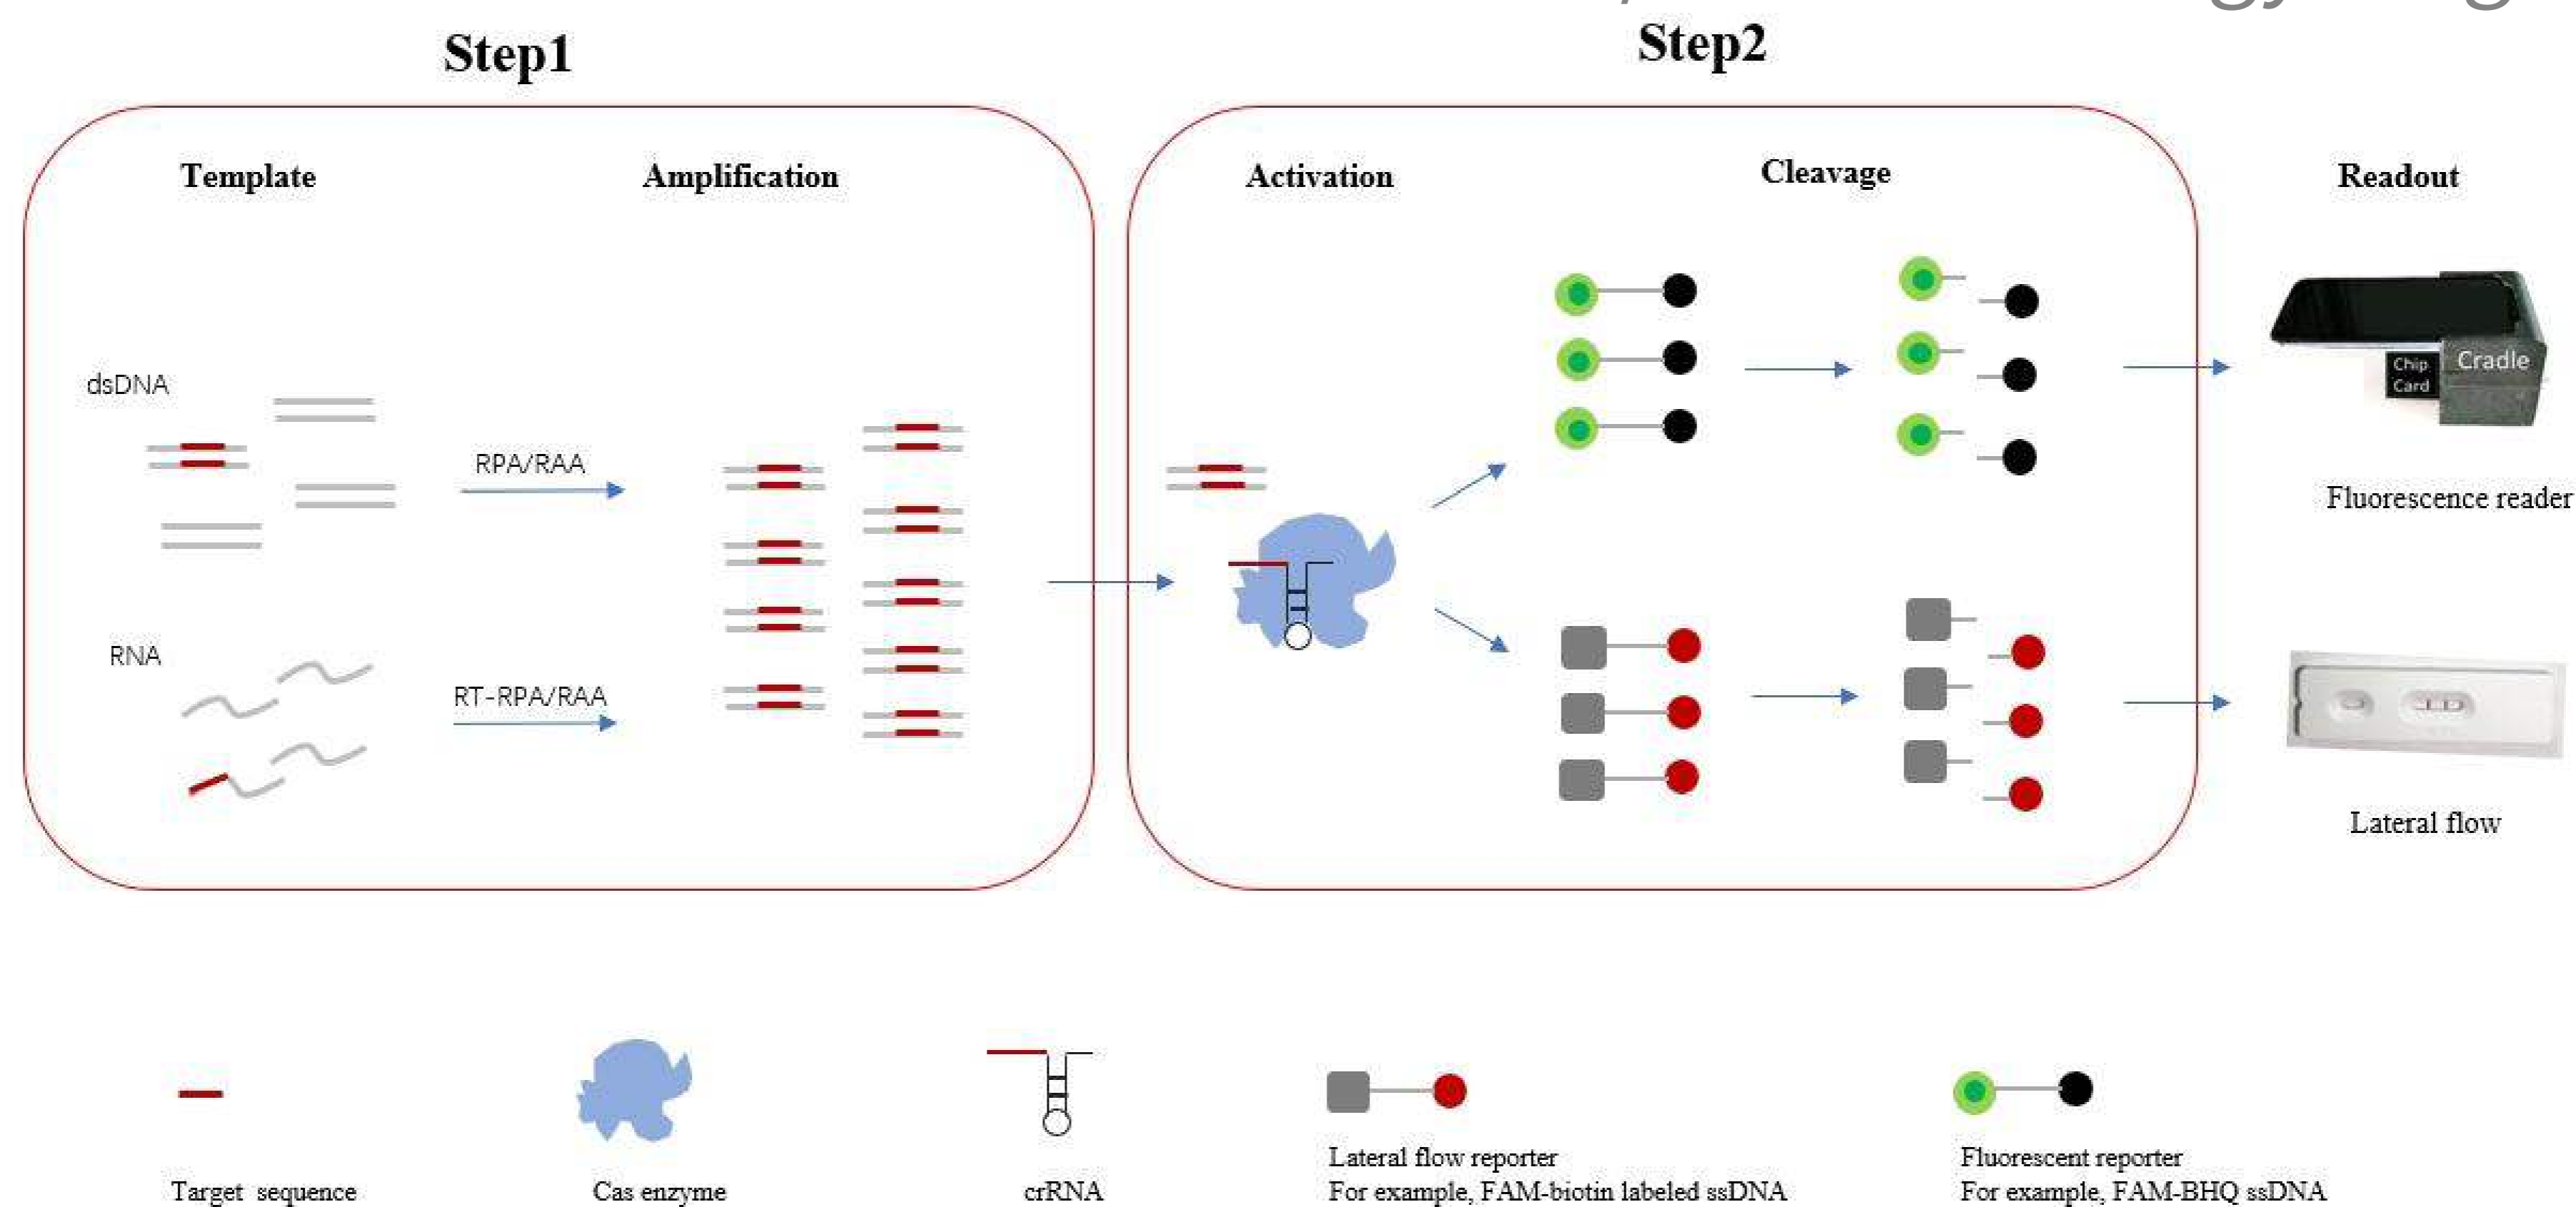 Step1
Step2
Template
Amplification
Activation
Cleavage
Readout
dsDNA
RPA/RAA
RNA
RT-RPA/RAA
Chip
Card
Cradle
Fluorescence reader
Lateral flow
Target sequence
Cas enzyme
crRNA
Lateral flow reporter
For example, FAM-biotin labeled ssDNA
Fluorescent reporter
For example, FAM-BHQ ssDNA